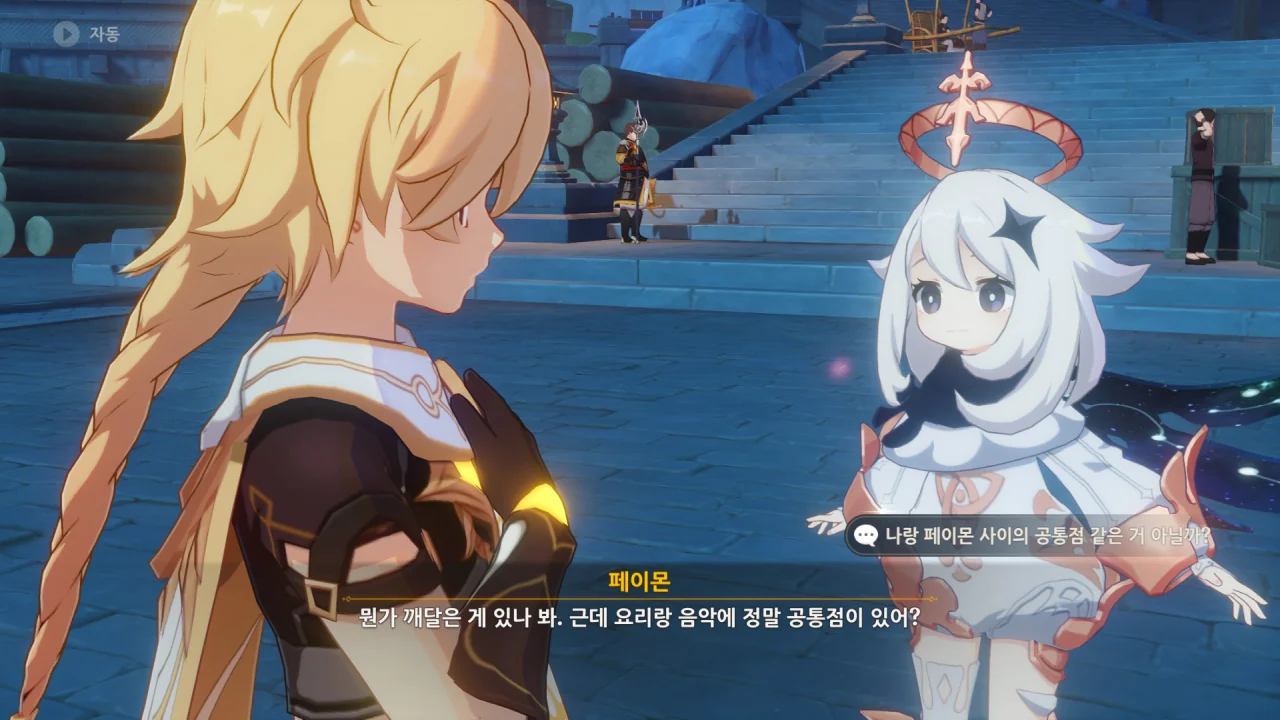 자동
나랑 페이몬 사이의 공통점 같은 거 아닐까?
페이몬
뭔가 깨달은 게 있나 봐. 근데 요리랑 음악에 정말 공통점이 있어?